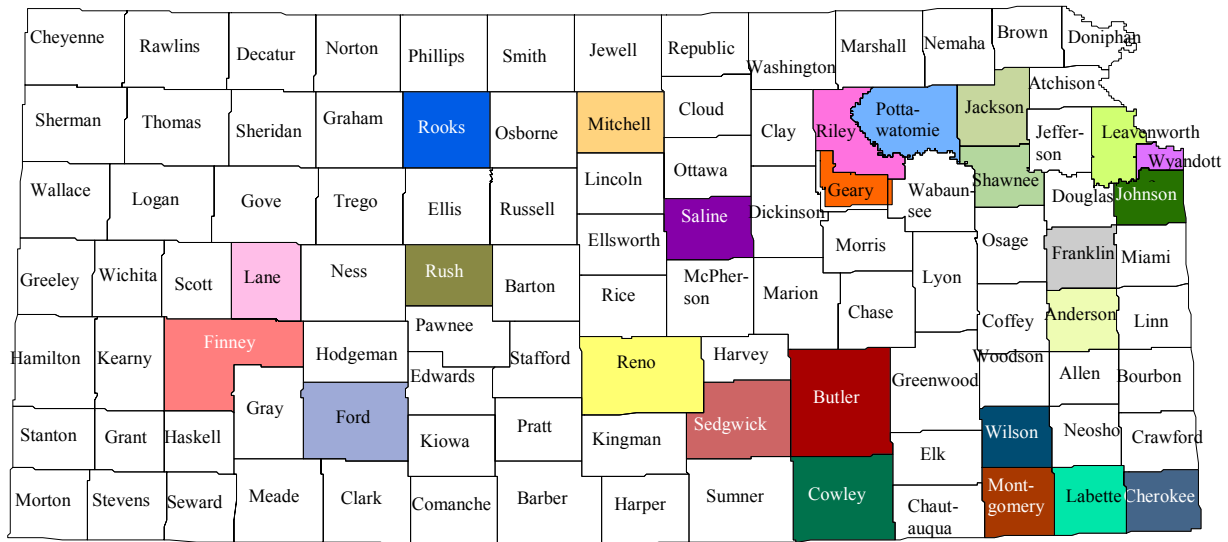 Cheyenne
Rawlins
Decatur
Norton
Phillips
Smith
Jewell
Republic
Washington
Marshall
Nemaha
Brown
Doniphan
Sherman
Thomas
Sheridan
Graham
Rooks
Osborne
Mitchell
Cloud
Clay
Riley
Potta-
watomie
Jackson
Atchison
Jeffer-
son
Leavenworth
Wyandott
Wallace
Logan
Gove
Trego
Ellis
Russell
Lincoln
Ottawa
Saline
Dickinson
Geary
Wabaun-
see
Shawnee
Douglas
Johnson
Greeley
Wichita
Scott
Lane
Ness
Rush
Barton
Ellsworth
Rice
McPher-
son
Marion
Morris
Chase
Lyon
Osage
Franklin
Miami
Hamilton
Kearny
Finney
Hodgeman
Pawnee
Edwards
Stafford
Reno
Harvey
Butler
Greenwood
Coffey
Woodson
Anderson
Linn
Allen
Bourbon
Stanton
Grant
Haskell
Gray
Ford
Kiowa
Pratt
Kingman
Sedgwick
Elk
Wilson
Neosho
Crawford
Morton
Stevens
Seward
Meade
Clark
Comanche
Barber
Harper
Sumner
Cowley
Chaut-
auqua
Mont-
gomery
Labette
Cherokee